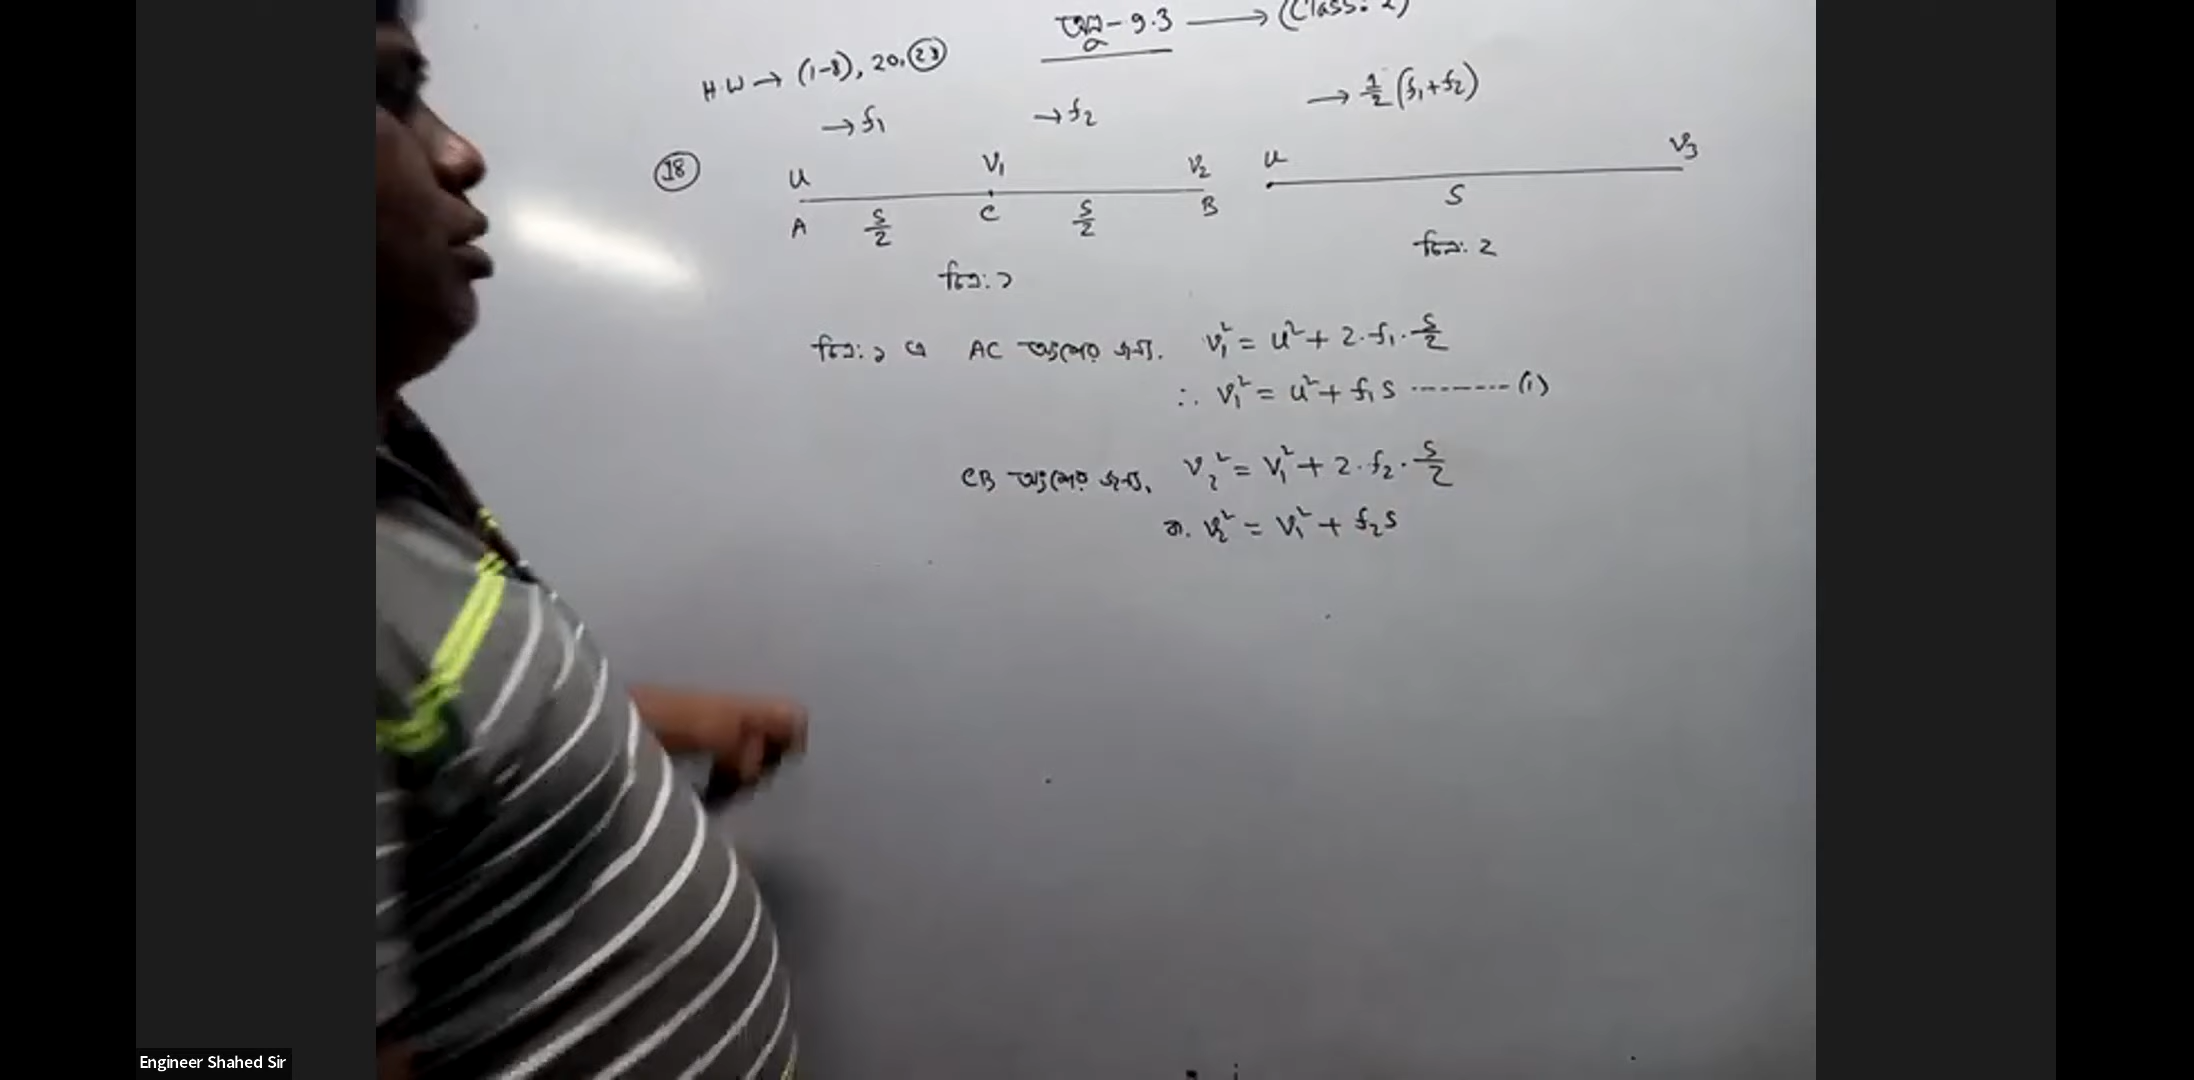 অনু-9.3 → (Class: 2)
H.W → (1-8), 20, 23
→ f₁ → f₂ → 1/2 (f₁+f₂)
18
u v₁ v₂ u v₃
A S/2 C S/2 B S
চিত্র: ১ চিত্র: 2
চিত্র: ১ এ AC অংশের জন্য, v₁² = u² + 2·f₁·S/2
∴ v₁² = u² + f₁s --------- (1)
CB অংশের জন্য, v₂² = v₁² + 2·f₂·S/2
বা, v₂² = v₁² + f₂s
Engineer Shahed Sir